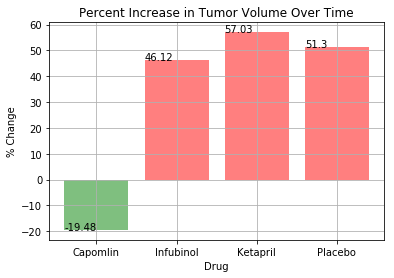 Percent Increase in Tumor Volume Over Time
% Change
60
50
40
30
20
10
0
−10
−20
-19.48
46.12
57.03
51.3
Capomlin
Infubinol
Ketapril
Placebo
Drug